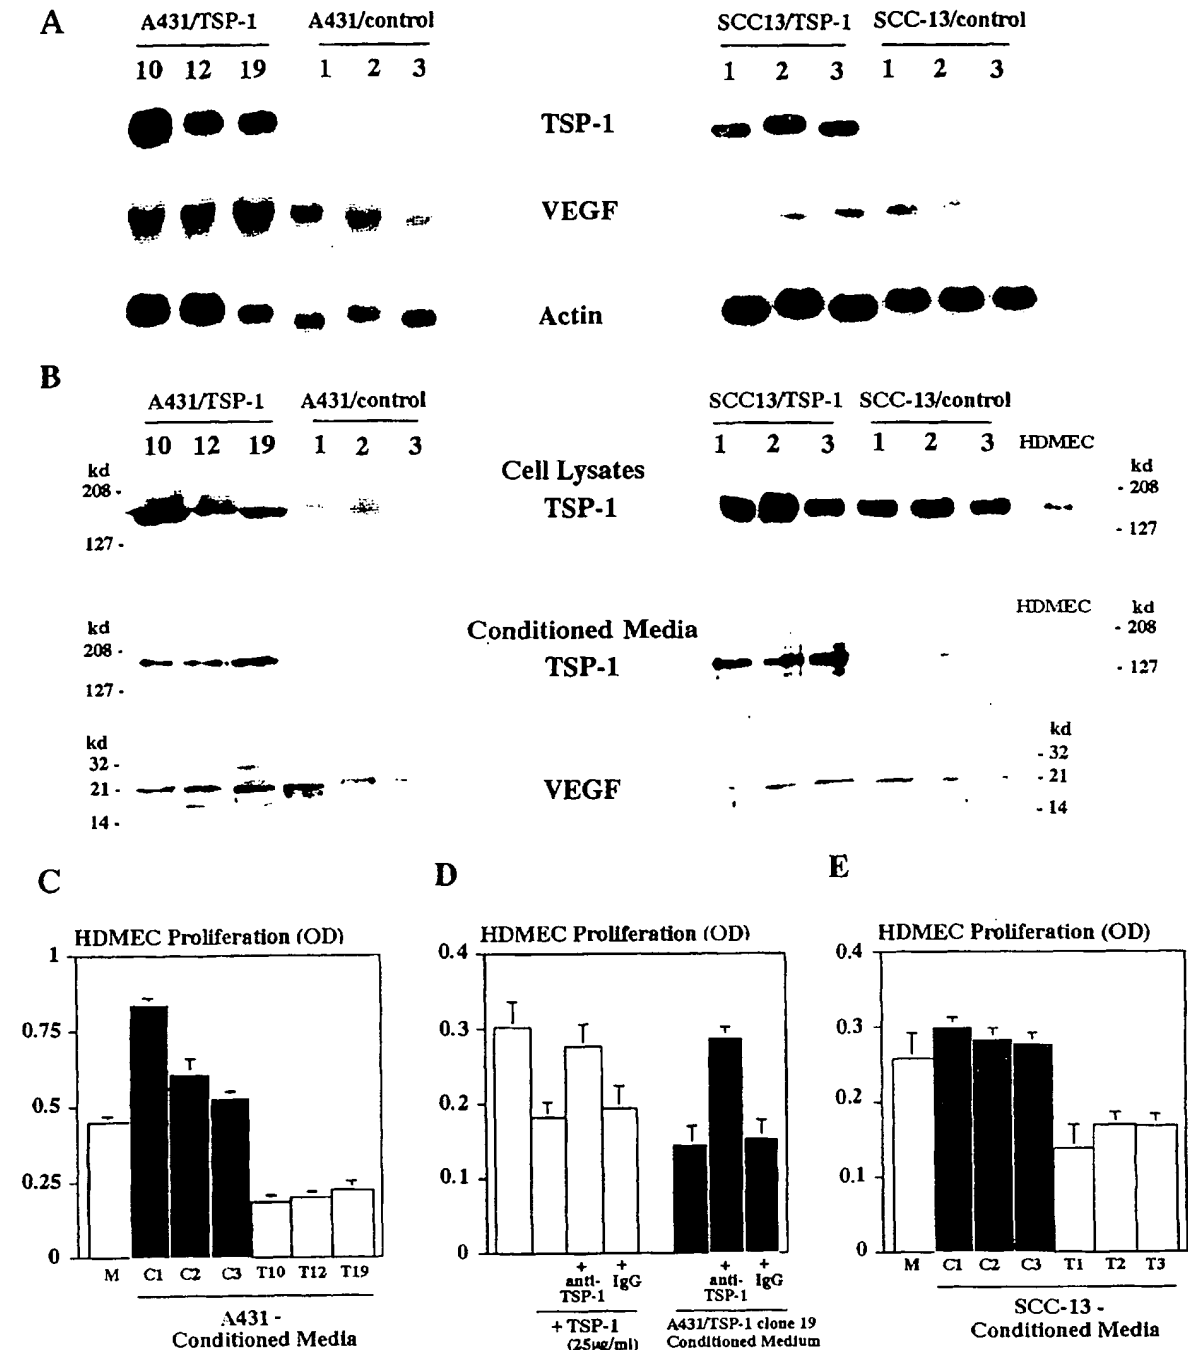 A
A431/TSP-1 A431/control SCC13/TSP-1 SCC-13/control
10 12 19 1 2 3 1 2 3 1 2 3
TSP-1
VEGF
Actin
B
A431/TSP-1 A431/control SCC13/TSP-1 SCC-13/control
10 12 19 1 2 3 1 2 3 1 2 3 HDMEC
kd Cell Lysates kd
208 - TSP-1 - 208
127 - - 127
HDMEC kd
kd Conditioned Media - 208
208 - TSP-1 - 127
127 -
kd kd
32 - - 32
21 - VEGF - 21
14 - - 14
C D E
HDMEC Proliferation (OD) HDMEC Proliferation (OD) HDMEC Proliferation (OD)
1 0.4 0.4
0.75 0.3 0.3
0.5 0.2 0.2
0.25 0.1 0.1
0 0 0
M C1 C2 C3 T10 T12 T19
A431 -
Conditioned Media
+ + + +
anti- IgG anti- IgG
TSP-1 TSP-1
+ TSP-1 A431/TSP-1 clone 19
(25µg/ml) Conditioned Medium
M C1 C2 C3 T1 T2 T3
SCC-13 -
Conditioned Media